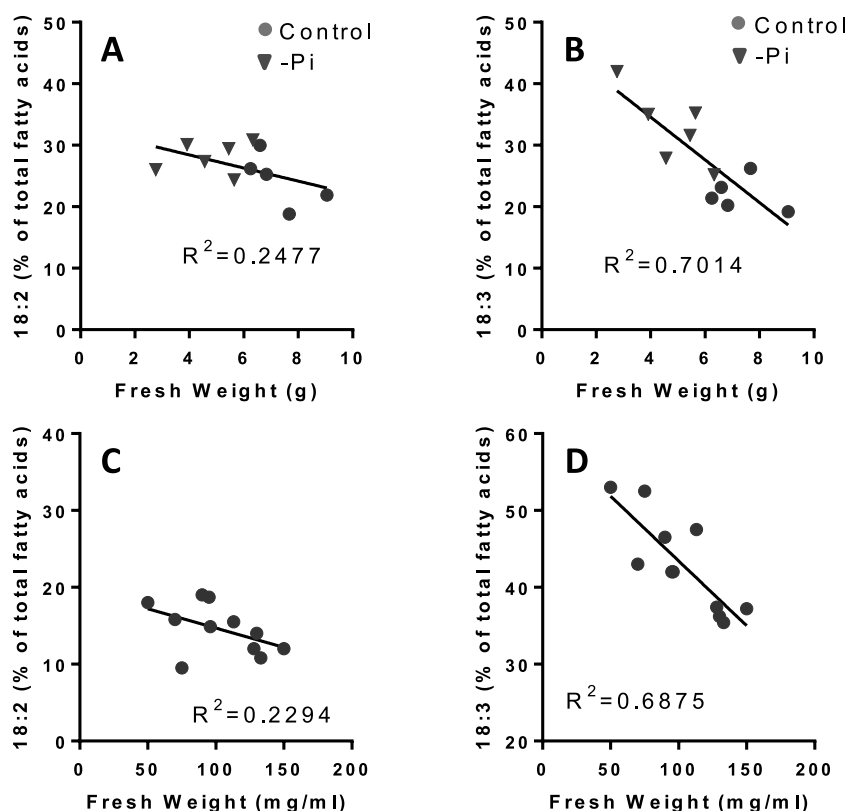 A
Control
-Pi
18:2 (% of total fatty acids)
50
40
30
20
10
0
R2=0.2477
0 2 4 6 8 10
Fresh Weight (g)
B
Control
-Pi
18:3 (% of total fatty acids)
50
40
30
20
10
0
R2=0.7014
0 2 4 6 8 10
Fresh Weight (g)
C
18:2 (% of total fatty acids)
40
30
20
10
0
R2=0.2294
0 50 100 150 200
Fresh Weight (mg/ml)
D
18:3 (% of total fatty acids)
60
50
40
30
20
R2=0.6875
0 50 100 150 200
Fresh Weight (mg/ml)